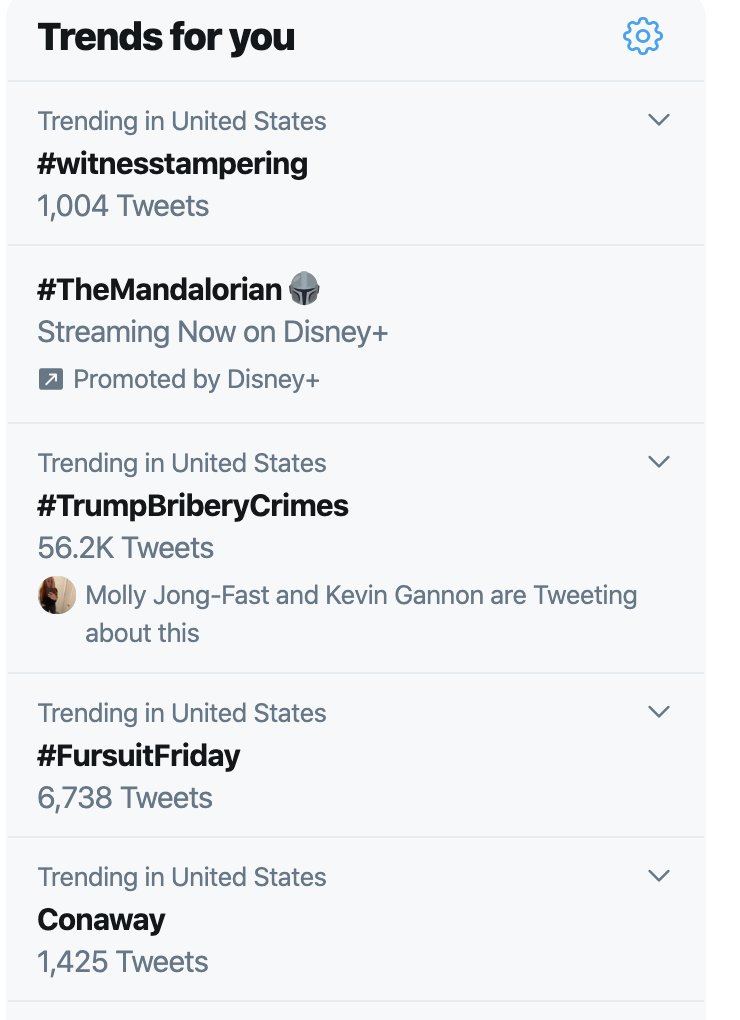 Trends for you
Trending in United States
#witnesstampering
1,004 Tweets
#TheMandalorian
Streaming Now on Disney+
Promoted by Disney+
Trending in United States
#TrumpBriberyCrimes
56.2K Tweets
Molly Jong-Fast and Kevin Gannon are Tweeting
about this
Trending in United States
#FursuitFriday
6,738 Tweets
Trending in United States
Conaway
1,425 Tweets